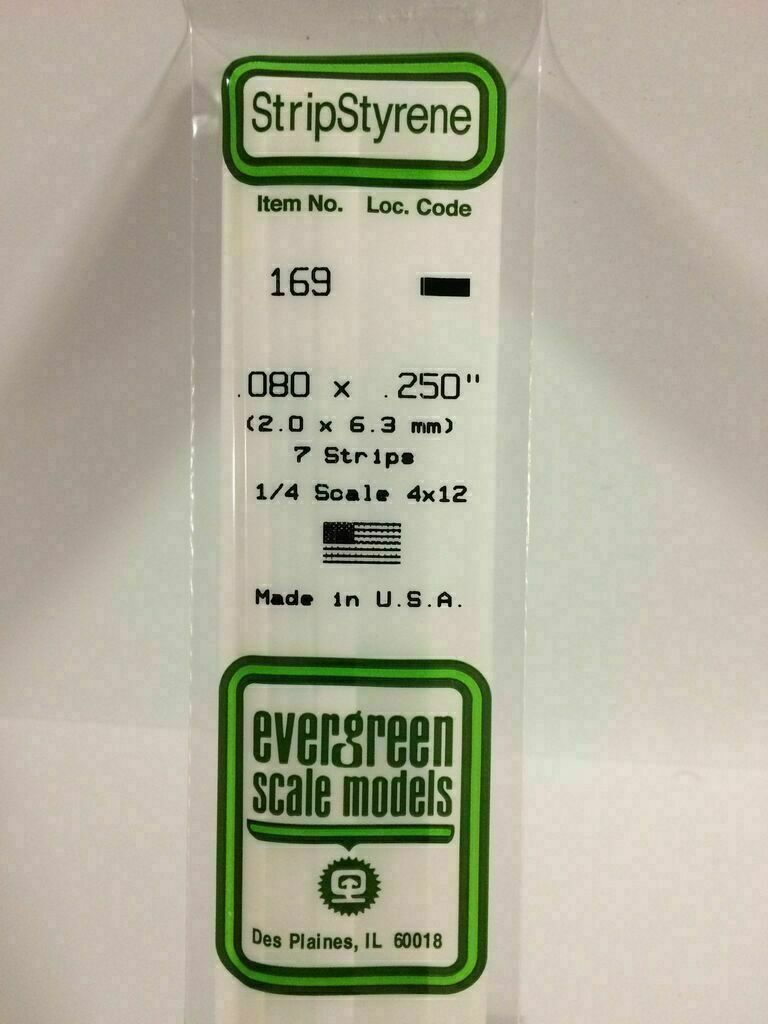 StripStyrene
Item No. Loc. Code
169
.080 x .250"
(2.0 x 6.3 mm)
7 Strips
1/4 Scale 4x12
Made in U.S.A.
evergreen
scale models
Des Plaines, IL 60018